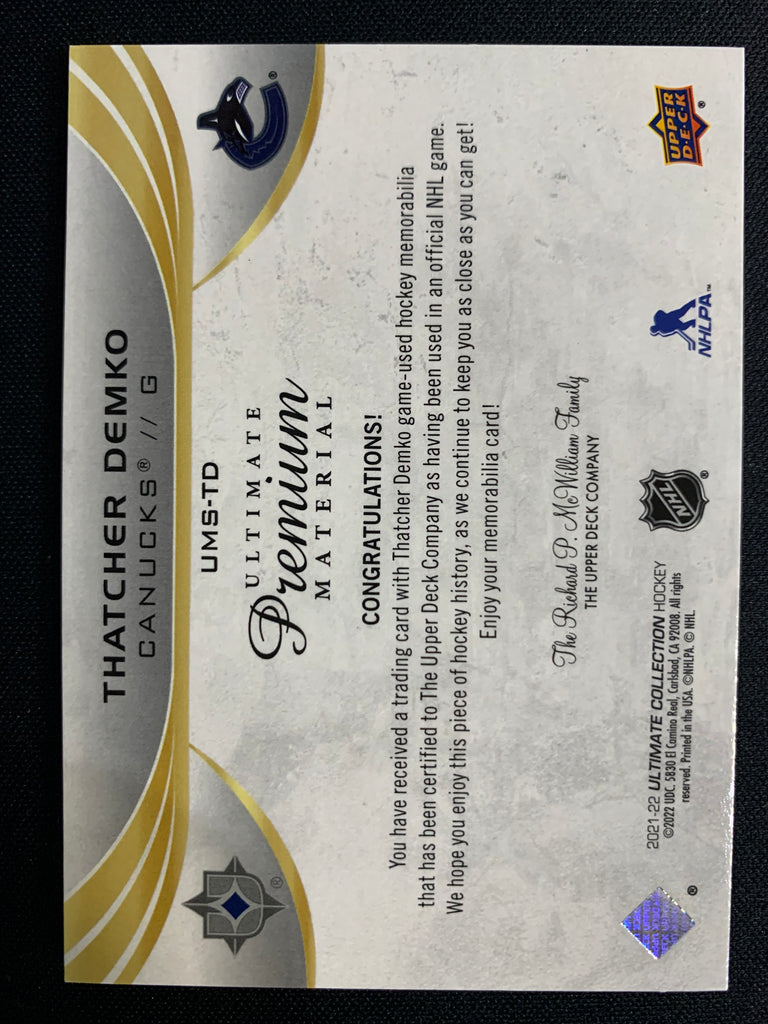 THATCHER DEMKO
CANUCKS® // G
UMS-TD
ULTIMATE
Premium
MATERIAL
CONGRATULATIONS!
You have received a trading card with Thatcher Demko game-used hockey memorabilia
that has been certified to The Upper Deck Company as having been used in an official NHL game.
We hope you enjoy this piece of hockey history, as we continue to keep you as close as you can get!
Enjoy your memorabilia card!
The Richard P. McWilliam Family
THE UPPER DECK COMPANY
2021-22 ULTIMATE COLLECTION HOCKEY
©2022 UDC. 5830 El Camino Real, Carlsbad, CA 92008. All rights
reserved. Printed in the USA. ©NHLPA. © NHL.
NHL®
NHLPA™
UPPER
D·E·C·K®